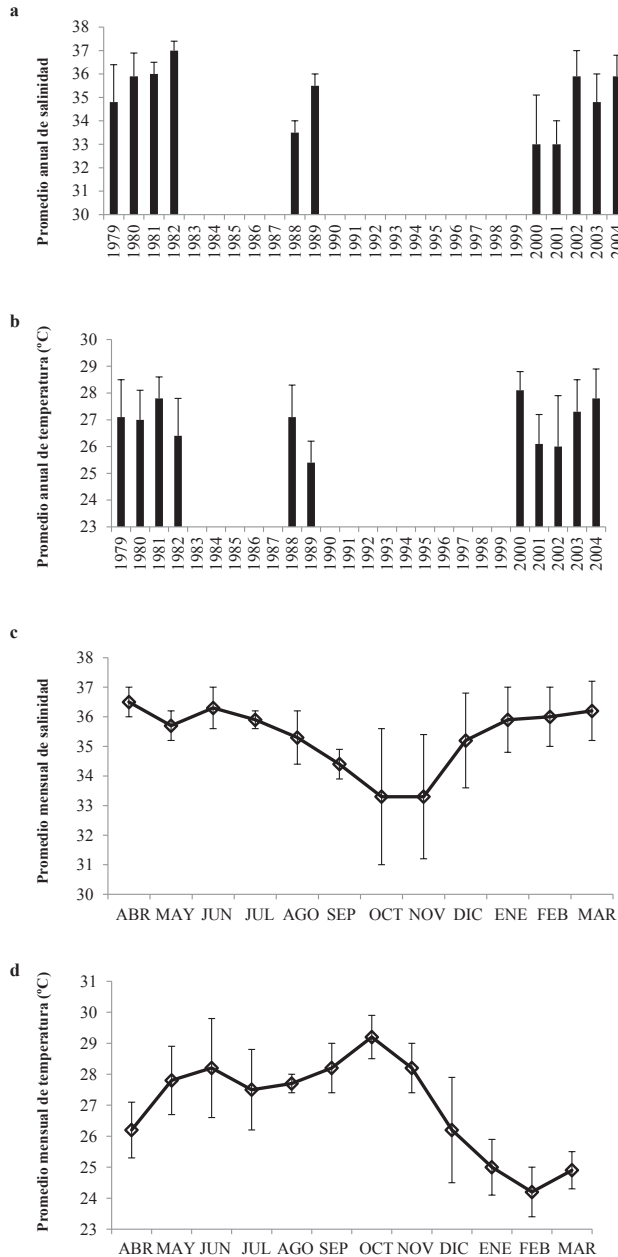 a
Promedio anual de salinidad
38
37
36
35
34
33
32
31
30
1979 1980 1981 1982 1983 1984 1985 1986 1987 1988 1989 1990 1991 1992 1993 1994 1995 1996 1997 1998 1999 2000 2001 2002 2003 2004
b
Promedio anual de temperatura (ºC)
30
29
28
27
26
25
24
23
1979 1980 1981 1982 1983 1984 1985 1986 1987 1988 1989 1990 1991 1992 1993 1994 1995 1996 1997 1998 1999 2000 2001 2002 2003 2004
c
Promedio mensual de salinidad
38
37
36
35
34
33
32
31
30
ABR MAY JUN JUL AGO SEP OCT NOV DIC ENE FEB MAR
d
Promedio mensual de temperatura (ºC)
31
30
29
28
27
26
25
24
23
ABR MAY JUN JUL AGO SEP OCT NOV DIC ENE FEB MAR